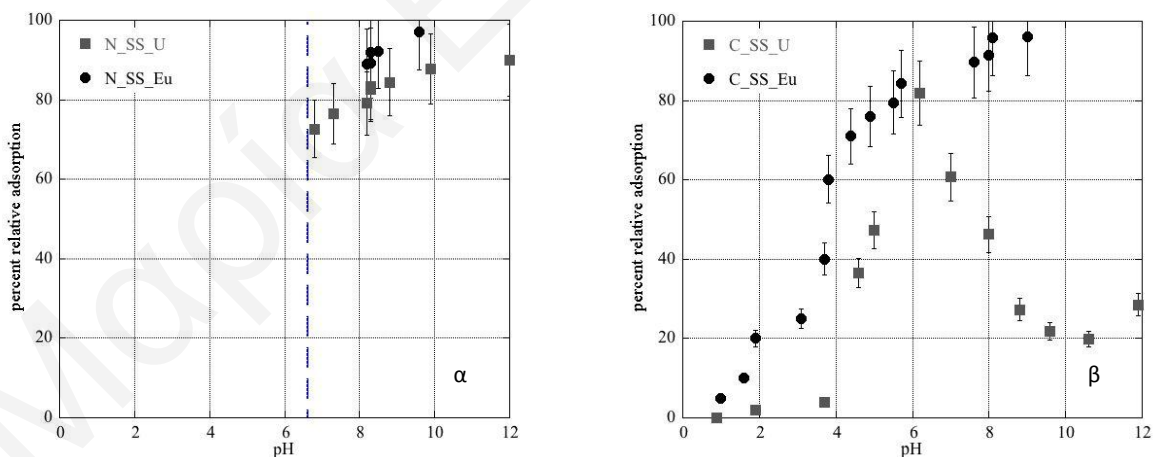 100
80
60
40
20
0
percent relative adsorption
N_SS_U
N_SS_Eu
α
0 2 4 6 8 10 12
pH
100
80
60
40
20
0
percent relative adsorption
C_SS_U
C_SS_Eu
β
0 2 4 6 8 10 12
pH
Μαρία